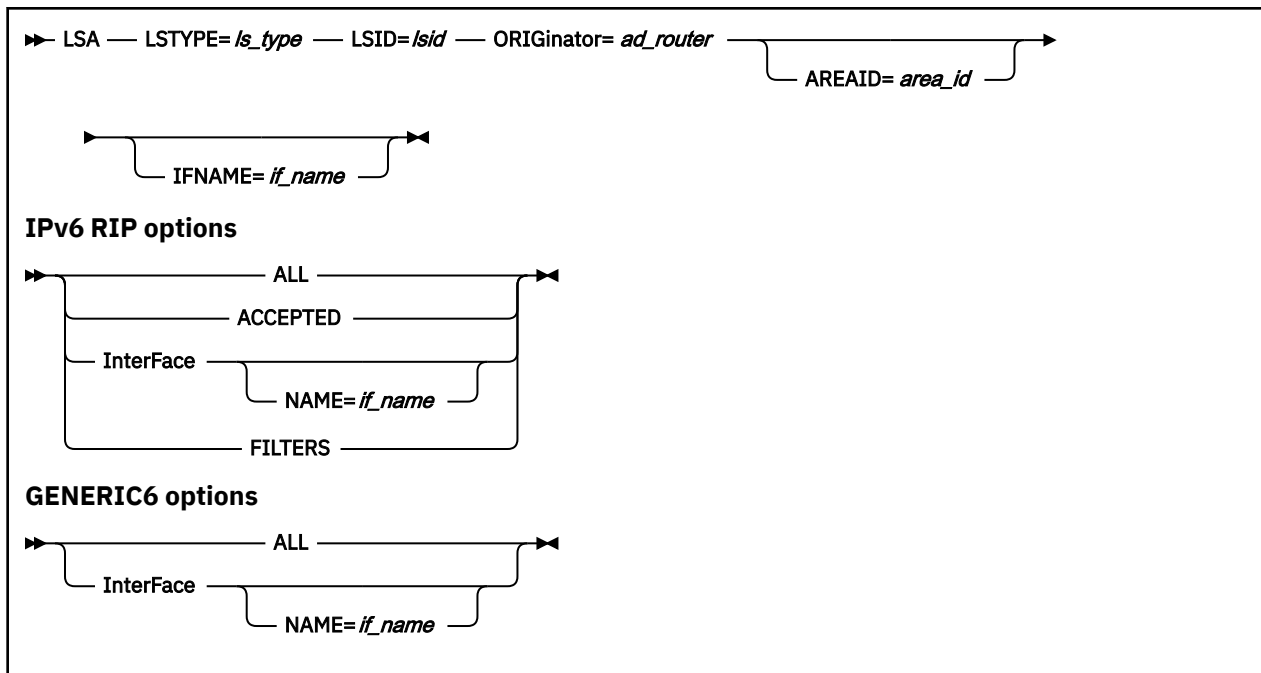 LSA LSTYPE= ls_type LSID= lsid ORIGinator= ad_router
AREAID= area_id
IFNAME= if_name
IPv6 RIP options
ALL
ACCEPTED
InterFace
NAME= if_name
FILTERS
GENERIC6 options
ALL
InterFace
NAME= if_name